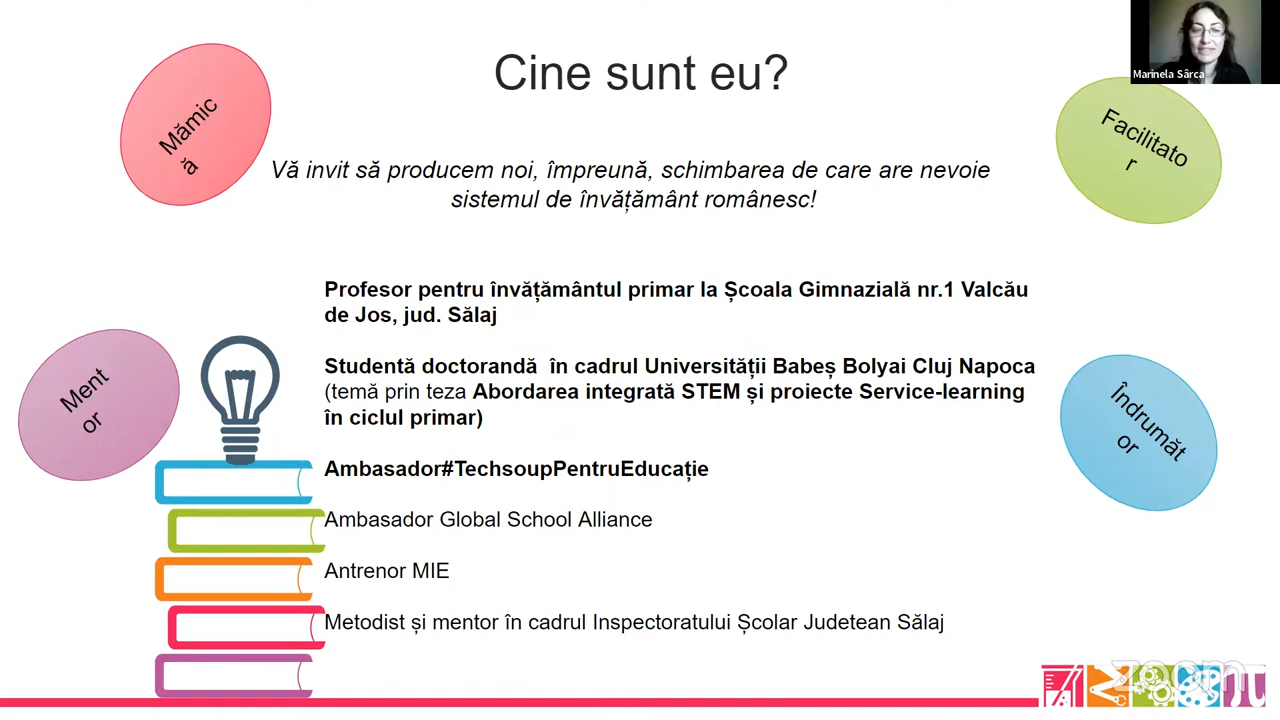 Cine sunt eu?
Marinela Sârca
Mămic
ă
Facilitato
r
Vă invit să producem noi, împreună, schimbarea de care are nevoie
sistemul de învățământ românesc!
Profesor pentru învățământul primar la Școala Gimnazială nr.1 Valcău
de Jos, jud. Sălaj
Studentă doctorandă în cadrul Universității Babeș Bolyai Cluj Napoca
(temă prin teza Abordarea integrată STEM și proiecte Service-learning
în ciclul primar)
Ment
or
Îndrumăt
or
Ambasador#TechsoupPentruEducație
Ambasador Global School Alliance
Antrenor MIE
Metodist și mentor în cadrul Inspectoratului Școlar Judetean Sălaj
zoom